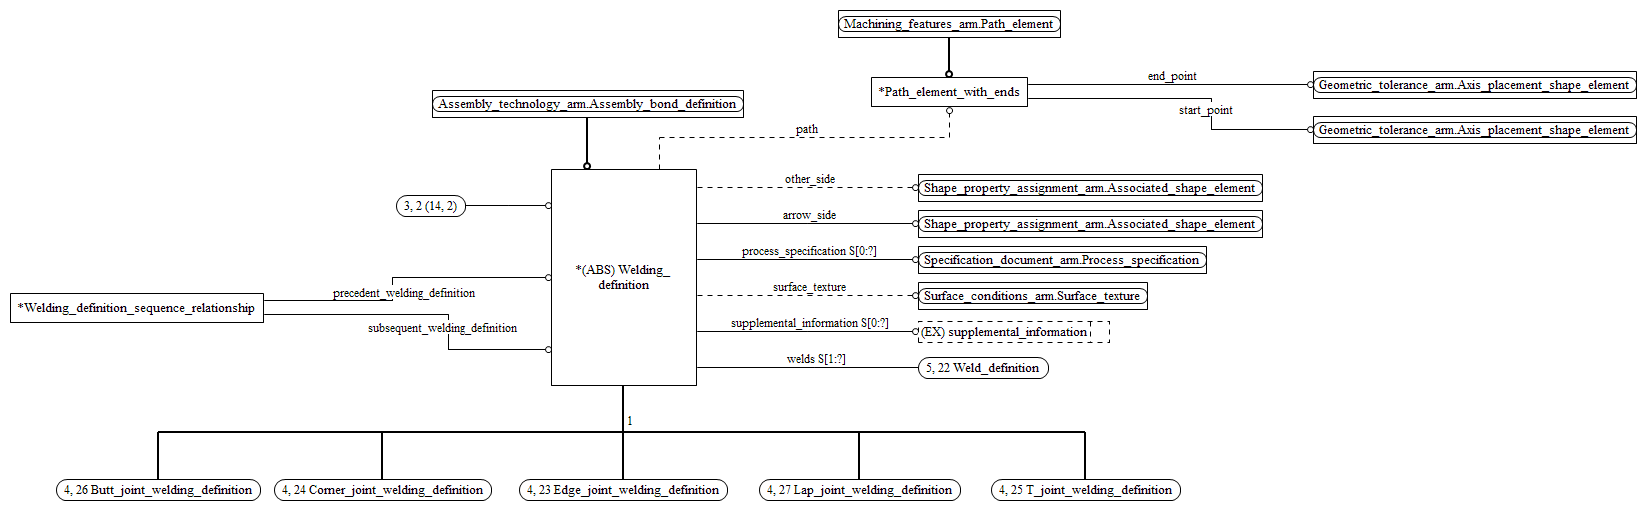 Machining_features_arm.Path_element
*Path_element_with_ends
end_point
Geometric_tolerance_arm.Axis_placement_shape_element
start_point
Geometric_tolerance_arm.Axis_placement_shape_element
Assembly_technology_arm.Assembly_bond_definition
path
other_side
Shape_property_assignment_arm.Associated_shape_element
3, 2 (14, 2)
arrow_side
Shape_property_assignment_arm.Associated_shape_element
process_specification S[0:?]
Specification_document_arm.Process_specification
*(ABS) Welding_
definition
surface_texture
Surface_conditions_arm.Surface_texture
precedent_welding_definition
*Welding_definition_sequence_relationship
subsequent_welding_definition
supplemental_information S[0:?]
(EX) supplemental_information
welds S[1:?]
5, 22 Weld_definition
1
4, 26 Butt_joint_welding_definition
4, 24 Corner_joint_welding_definition
4, 23 Edge_joint_welding_definition
4, 27 Lap_joint_welding_definition
4, 25 T_joint_welding_definition